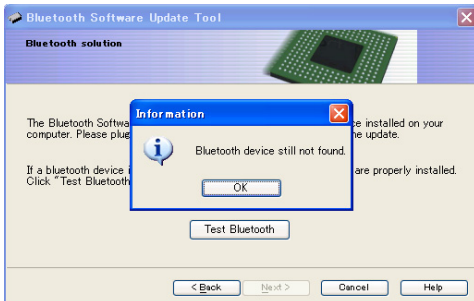 Bluetooth Software Update Tool
Bluetooth solution
The Bluetooth Softwa
ce installed on your
computer. Please plug
he update.
If a bluetooth device i
are properly installed.
Click "Test Bluetooth
Information
Bluetooth device still not found.
OK
Test Bluetooth
< Back
Next >
Cancel
Help